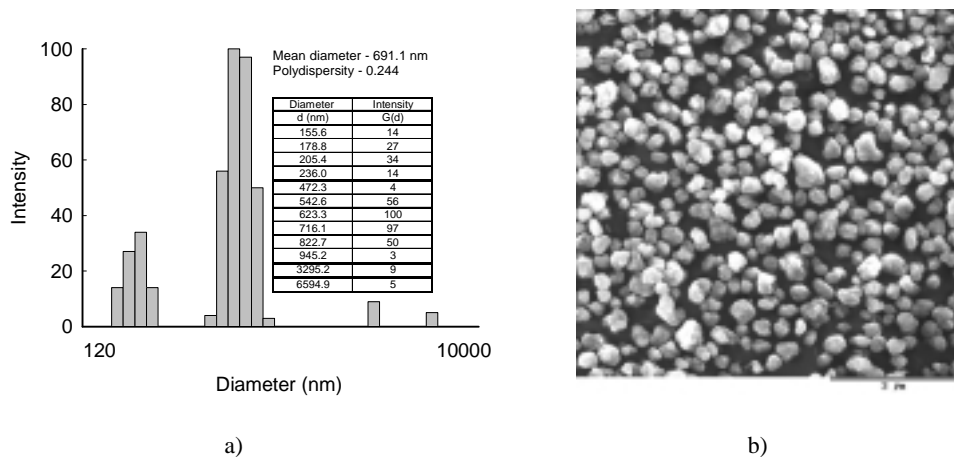 Mean diameter - 691.1 nm
Polydispersity - 0.244
Diameter Intensity
d (nm) G(d)
155.6 14
178.8 27
205.4 34
236.0 14
472.3 4
542.6 56
623.3 100
716.1 97
822.7 50
945.2 3
3295.2 9
6594.9 5
Intensity
100
80
60
40
20
0
120 10000
Diameter (nm)
a)
b)